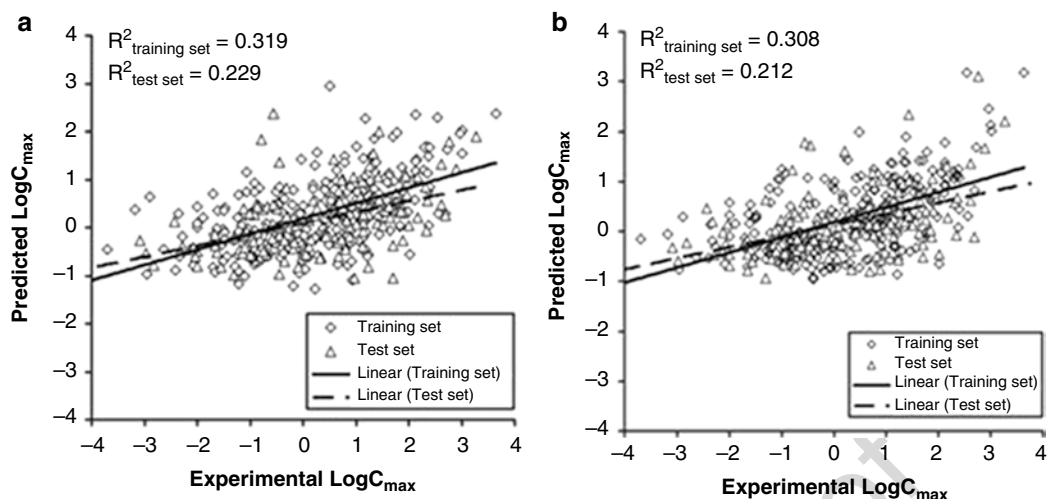 a
R²training set = 0.319
R²test set = 0.229
Predicted LogCmax
4
3
2
1
0
–1
–2
–3
–4
Training set
Test set
Linear (Training set)
Linear (Test set)
–4 –3 –2 –1 0 1 2 3 4
Experimental LogCmax
b
R²training set = 0.308
R²test set = 0.212
Predicted LogCmax
4
3
2
1
0
–1
–2
–3
–4
Training set
Test set
Linear (Training set)
Linear (Test set)
–4 –3 –2 –1 0 1 2 3 4
Experimental LogCmax